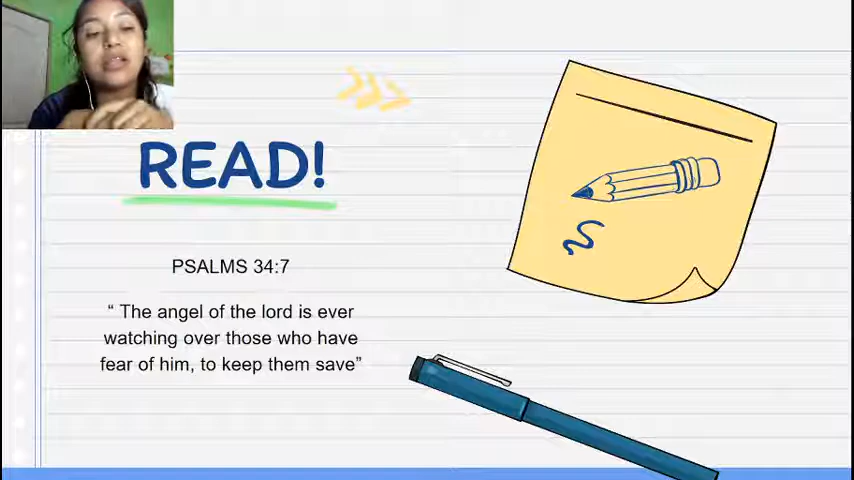 READ!
PSALMS 34:7
“ The angel of the lord is ever
watching over those who have
fear of him, to keep them save”